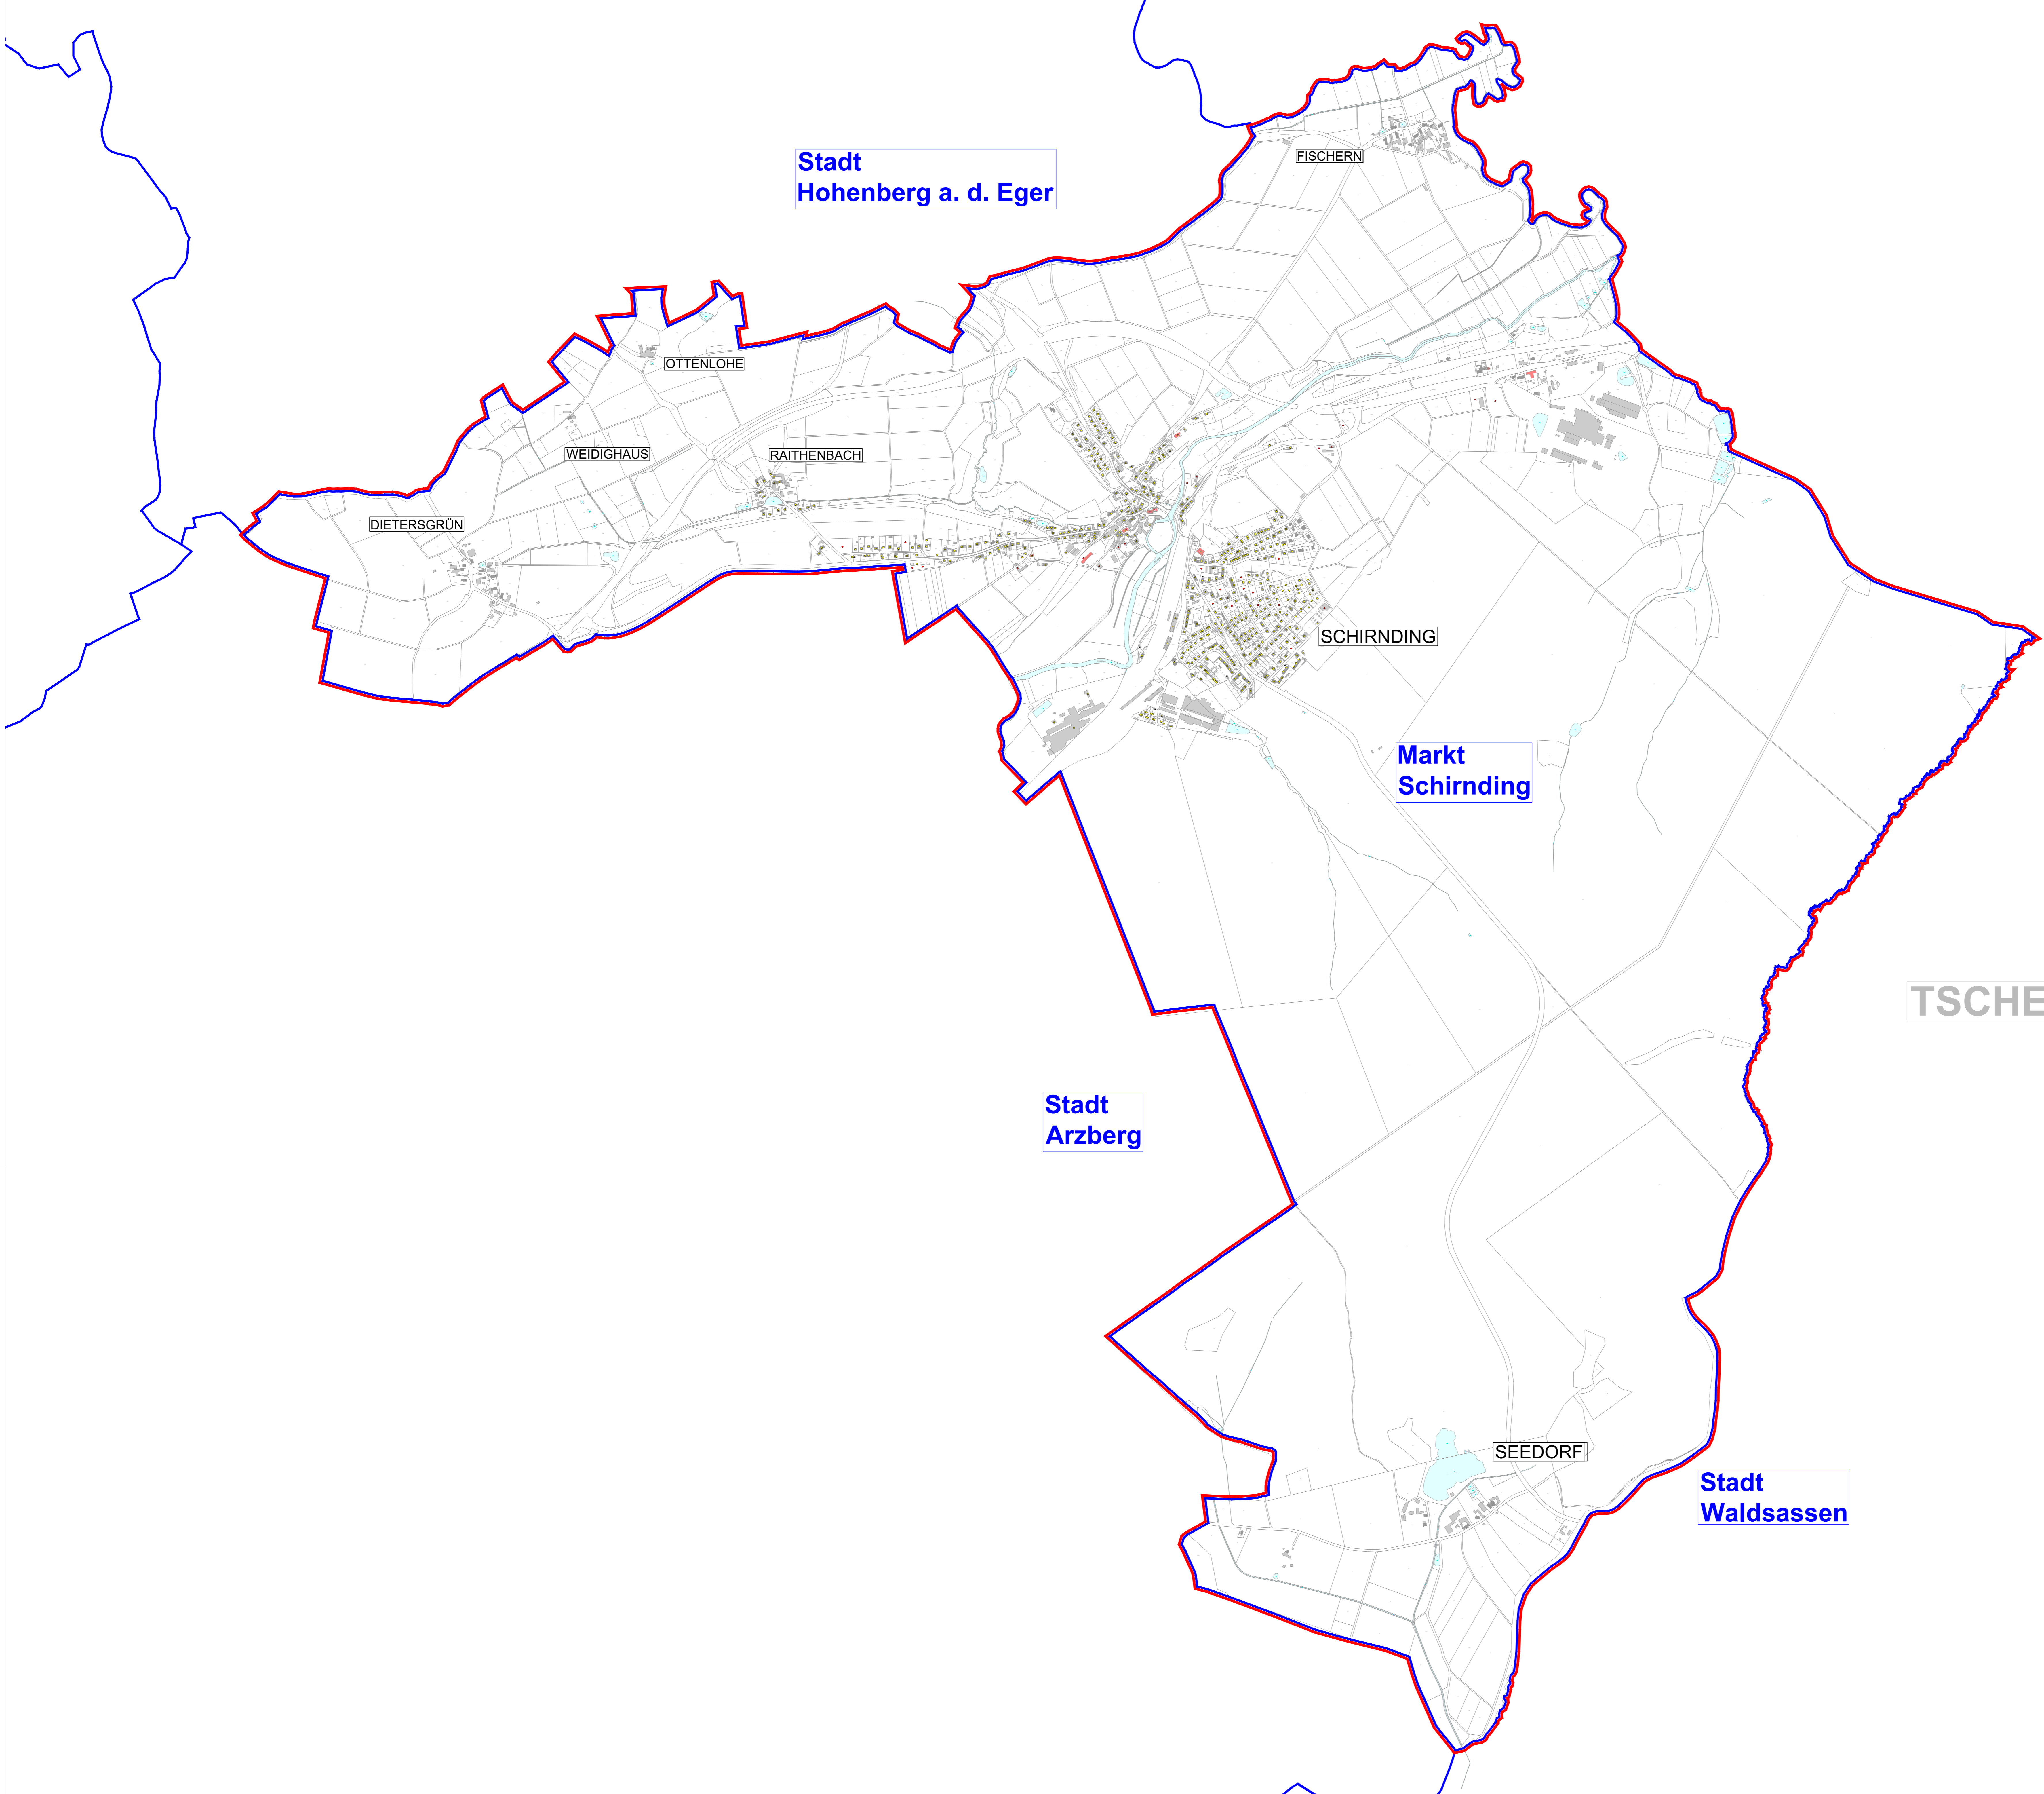 Stadt
Hohenberg a. d. Eger
FISCHERN
OTTENLOHE
WEIDIGHAUS
RAITHENBACH
DIETERSGRÜN
SCHIRNDING
Markt
Schirnding
TSCHE
Stadt
Arzberg
SEEDORF
Stadt
Waldsassen